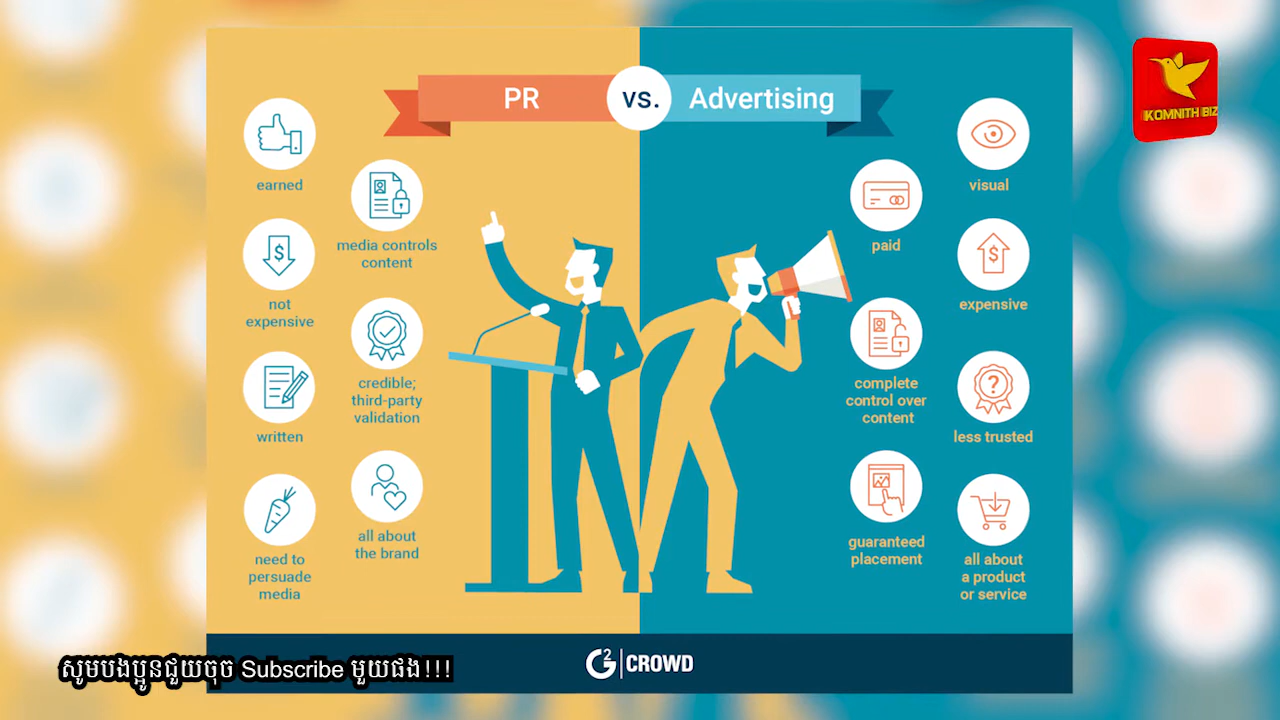 PR vs. Advertising
KOMNITH BIZ
earned
media controls
content
not
expensive
credible;
third-party
validation
written
all about
the brand
need to
persuade
media
visual
paid
expensive
complete
control over
content
less trusted
guaranteed
placement
all about
a product
or service
G2 | CROWD
សូមបងប្អូនជួយចុច Subscribe មួយផង!!!